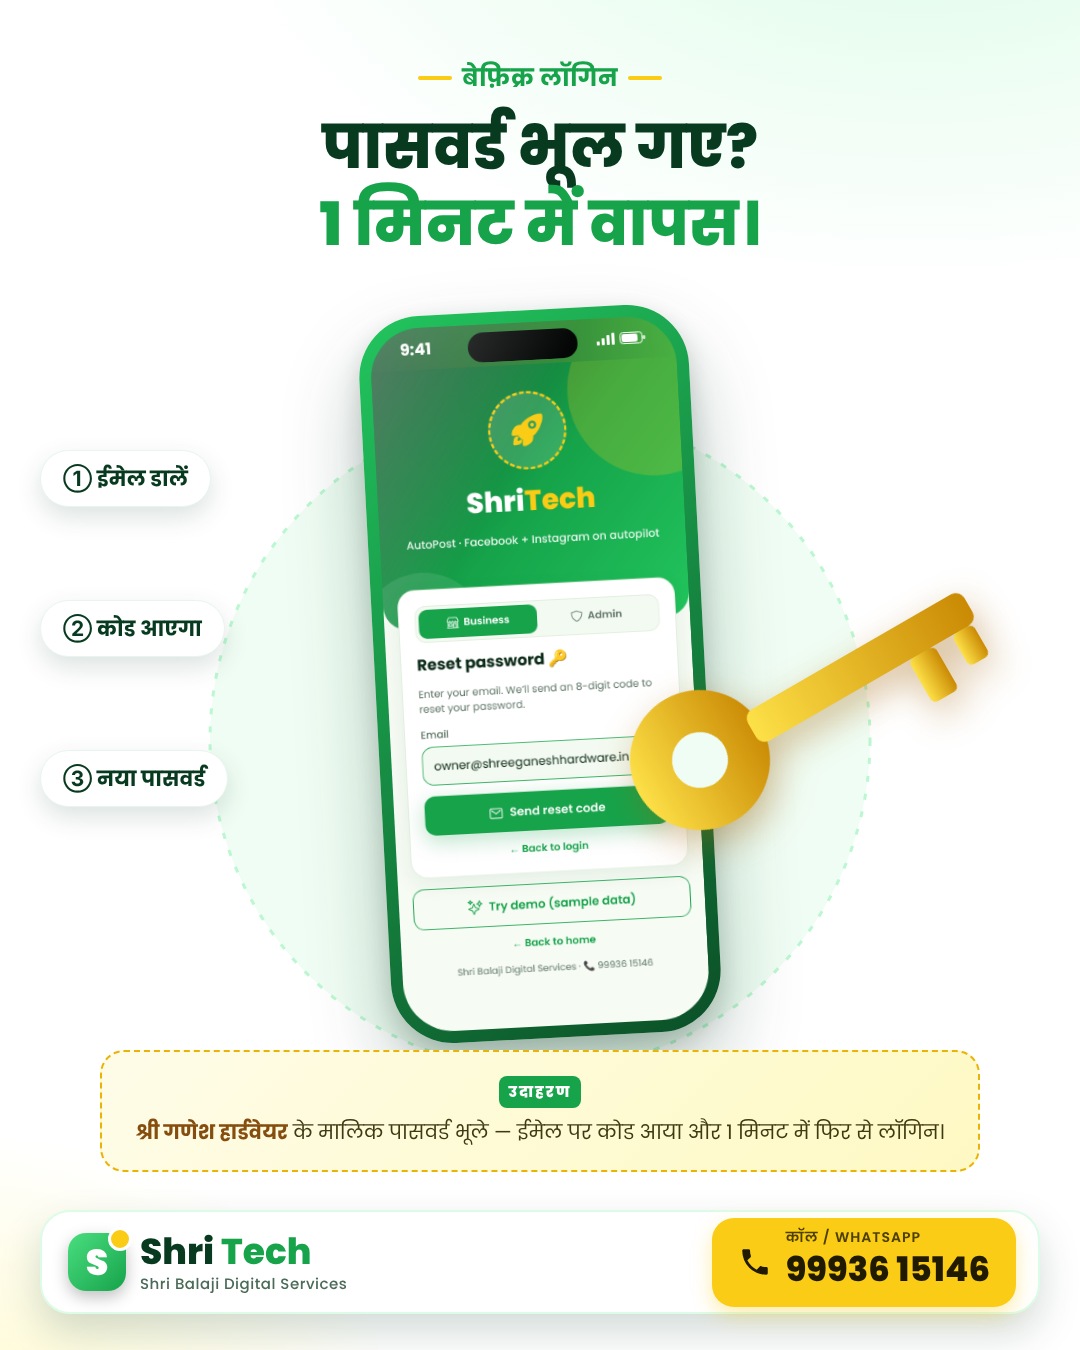 बेफ़िक्र लॉगिन
पासवर्ड भूल गए?
1 मिनट में वापस।
9:41
ShriTech
AutoPost · Facebook + Instagram on autopilot
① ईमेल डालें
② कोड आएगा
③ नया पासवर्ड
Business
Admin
Reset password
Enter your email. We'll send an 8-digit code to
reset your password.
Email
owner@shreeganeshhardware.in
Send reset code
← Back to login
Try demo (sample data)
← Back to home
Shri Balaji Digital Services · 📞 99936 15146
उदाहरण
श्री गणेश हार्डवेयर के मालिक पासवर्ड भूले — ईमेल पर कोड आया और 1 मिनट में फिर से लॉगिन।
S
Shri Tech
Shri Balaji Digital Services
कॉल / WHATSAPP
99936 15146